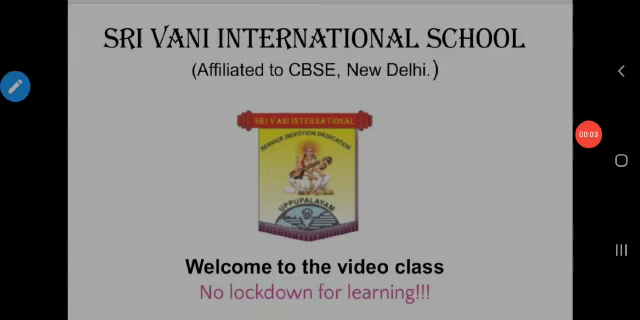 SRI VANI INTERNATIONAL SCHOOL
(Affiliated to CBSE, New Delhi.)
SRI VANI INTERNATIONAL
SERVICE DEVOTION DEDICATION
UPPUPALAYAM
Welcome to the video class
No lockdown for learning!!!
00:03